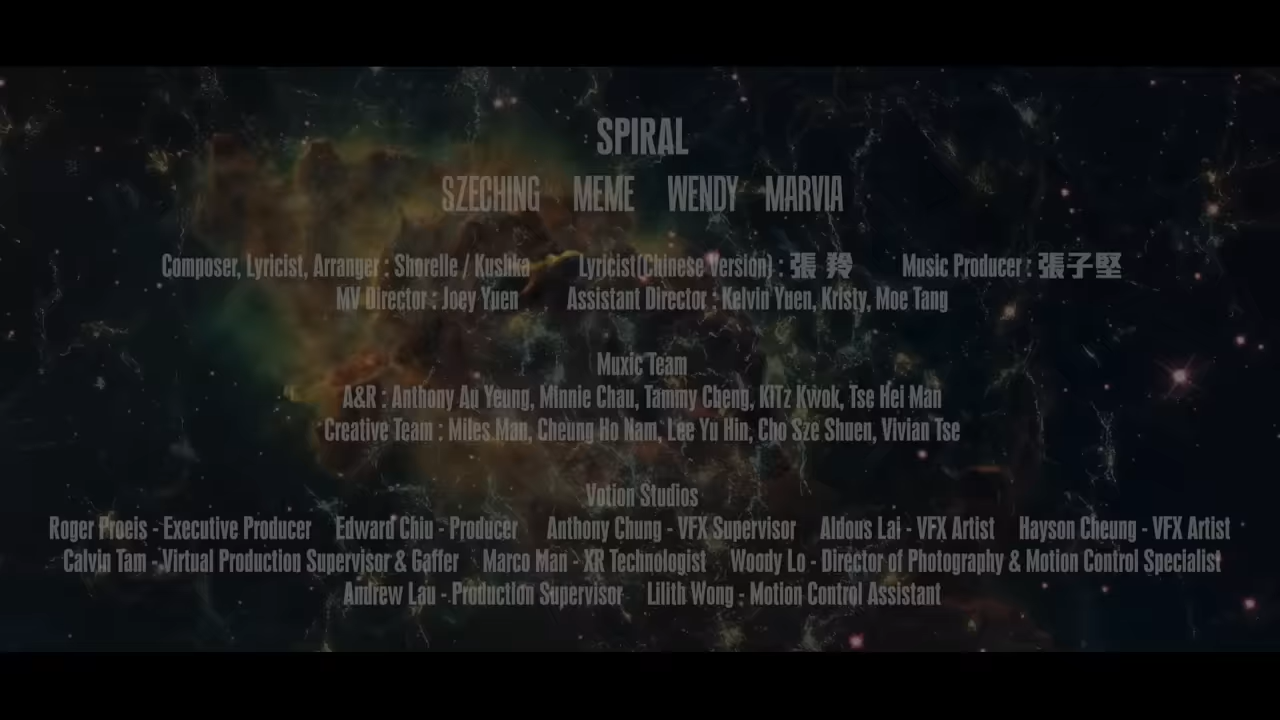 SPIRAL
SZECHING MEME WENDY MARVIA
Composer, Lyricist, Arranger : Shorelle / Kushka Lyricist(Chinese Version) : 張 羚 Music Producer : 張子堅
MV Director : Joey Yuen Assistant Director : Kelvin Yuen, Kristy, Moe Tang
Muxic Team
A&R : Anthony Au Yeung, Minnie Chau, Tammy Cheng, KITz Kwok, Tse Hei Man
Creative Team : Miles Man, Cheung Ho Nam, Lee Yu Hin, Cho Sze Shuen, Vivian Tse
Votion Studios
Roger Proeis - Executive Producer Edward Chiu - Producer Anthony Chung - VFX Supervisor Aldous Lai - VFX Artist Hayson Cheung - VFX Artist
Calvin Tam - Virtual Production Supervisor & Gaffer Marco Man - XR Technologist Woody Lo - Director of Photography & Motion Control Specialist
Andrew Lau - Production Supervisor Lilith Wong - Motion Control Assistant